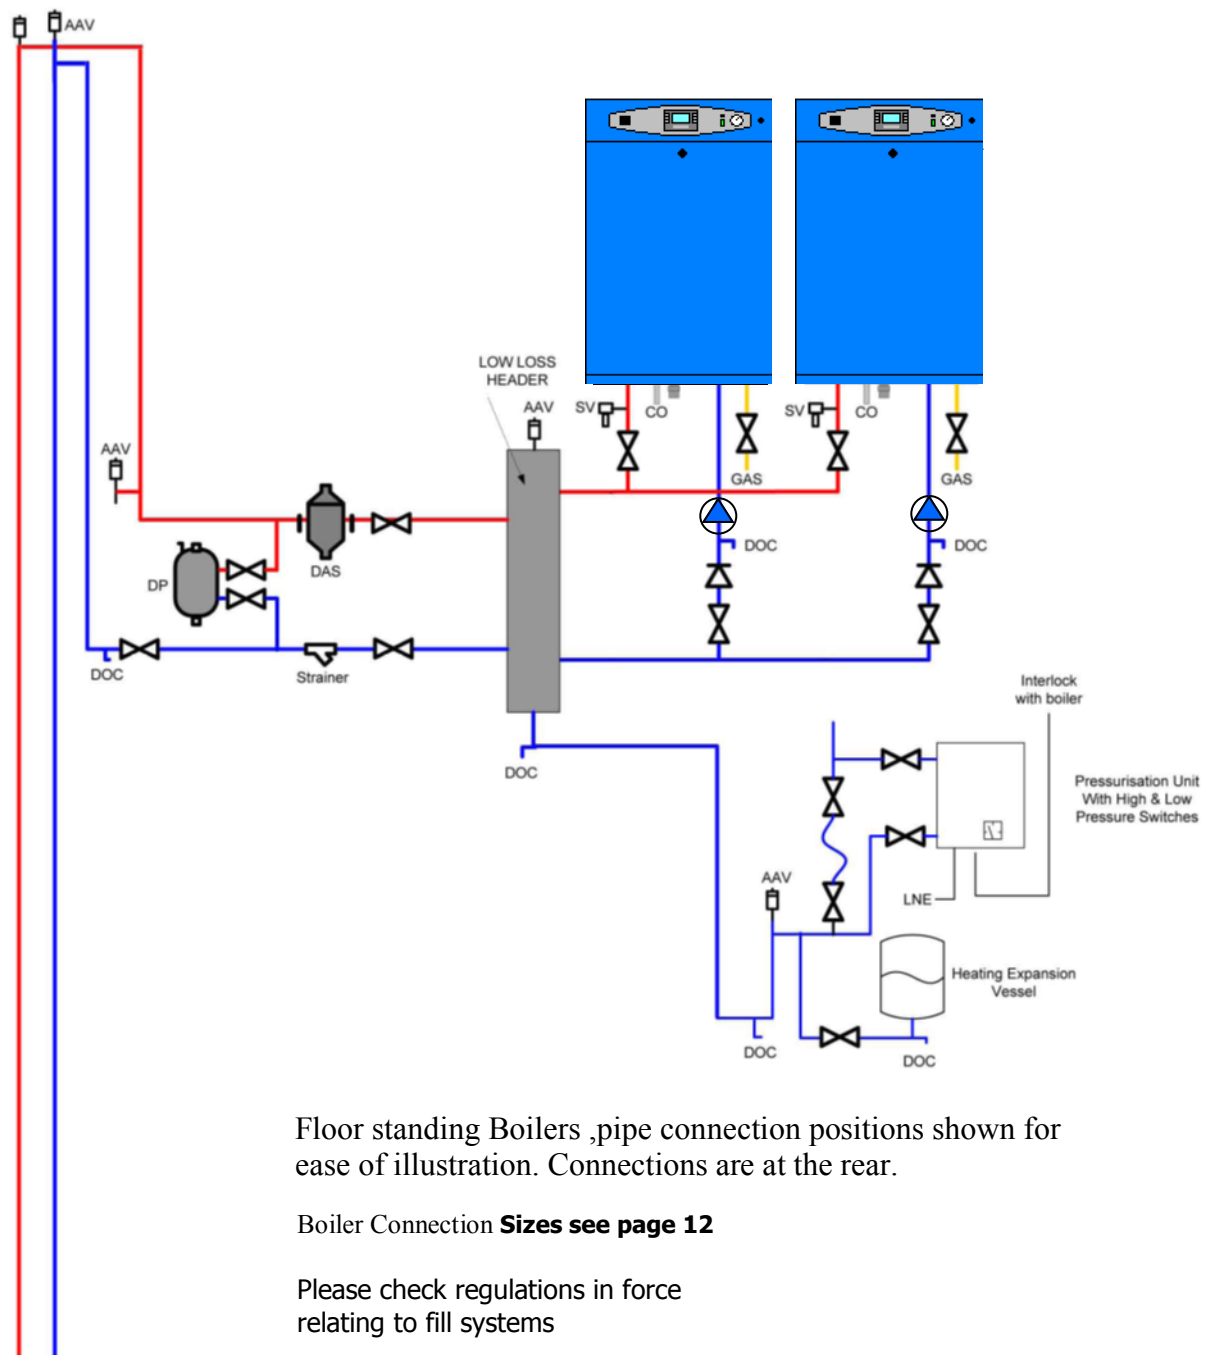 AAV
LOW LOSS
HEADER
AAV
SV
CO
SV
CO
AAV
GAS
GAS
DOC
DOC
DAS
DP
DOC
Strainer
Interlock
with boiler
DOC
Pressurisation Unit
With High & Low
Pressure Switches
AAV
LNE
Heating Expansion
Vessel
DOC
DOC
Floor standing Boilers ,pipe connection positions shown for
ease of illustration. Connections are at the rear.
Boiler Connection Sizes see page 12
Please check regulations in force
relating to fill systems